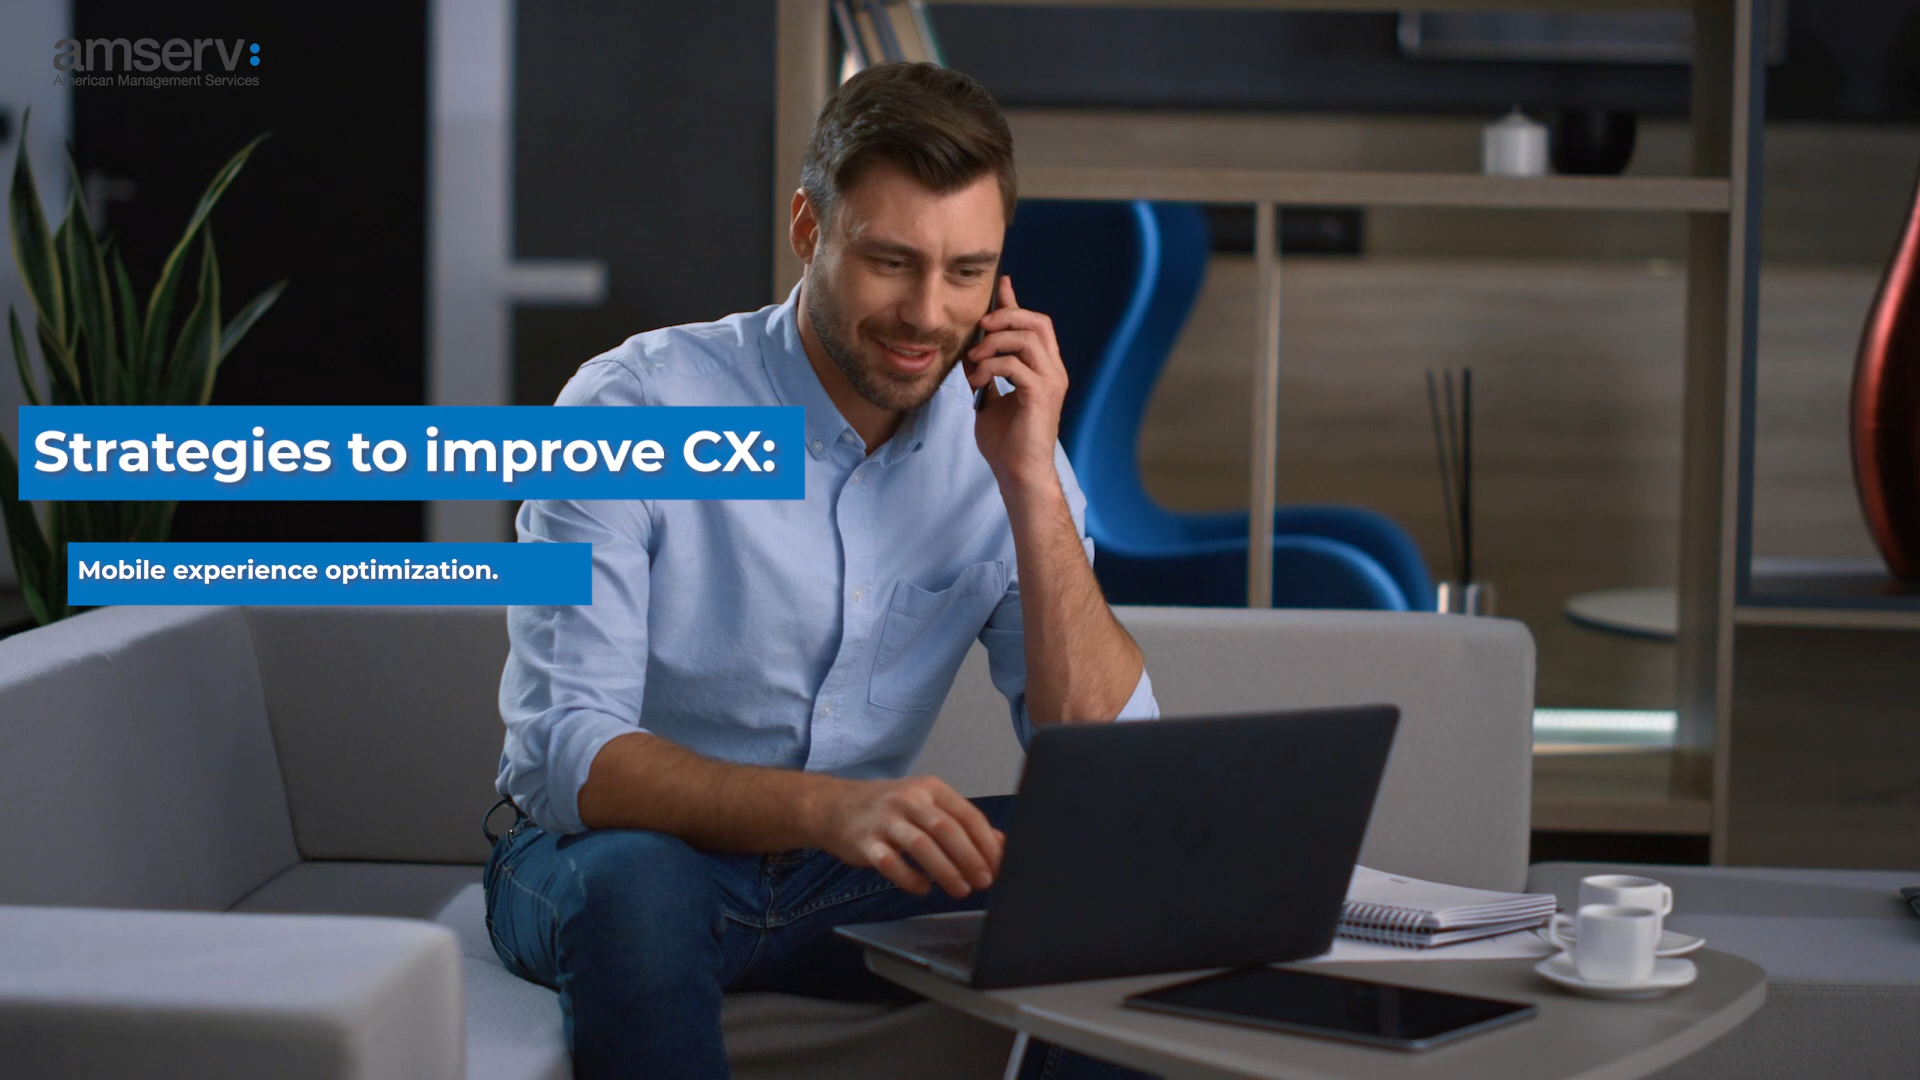 amserv:
American Management Services
Strategies to improve CX:
Mobile experience optimization.